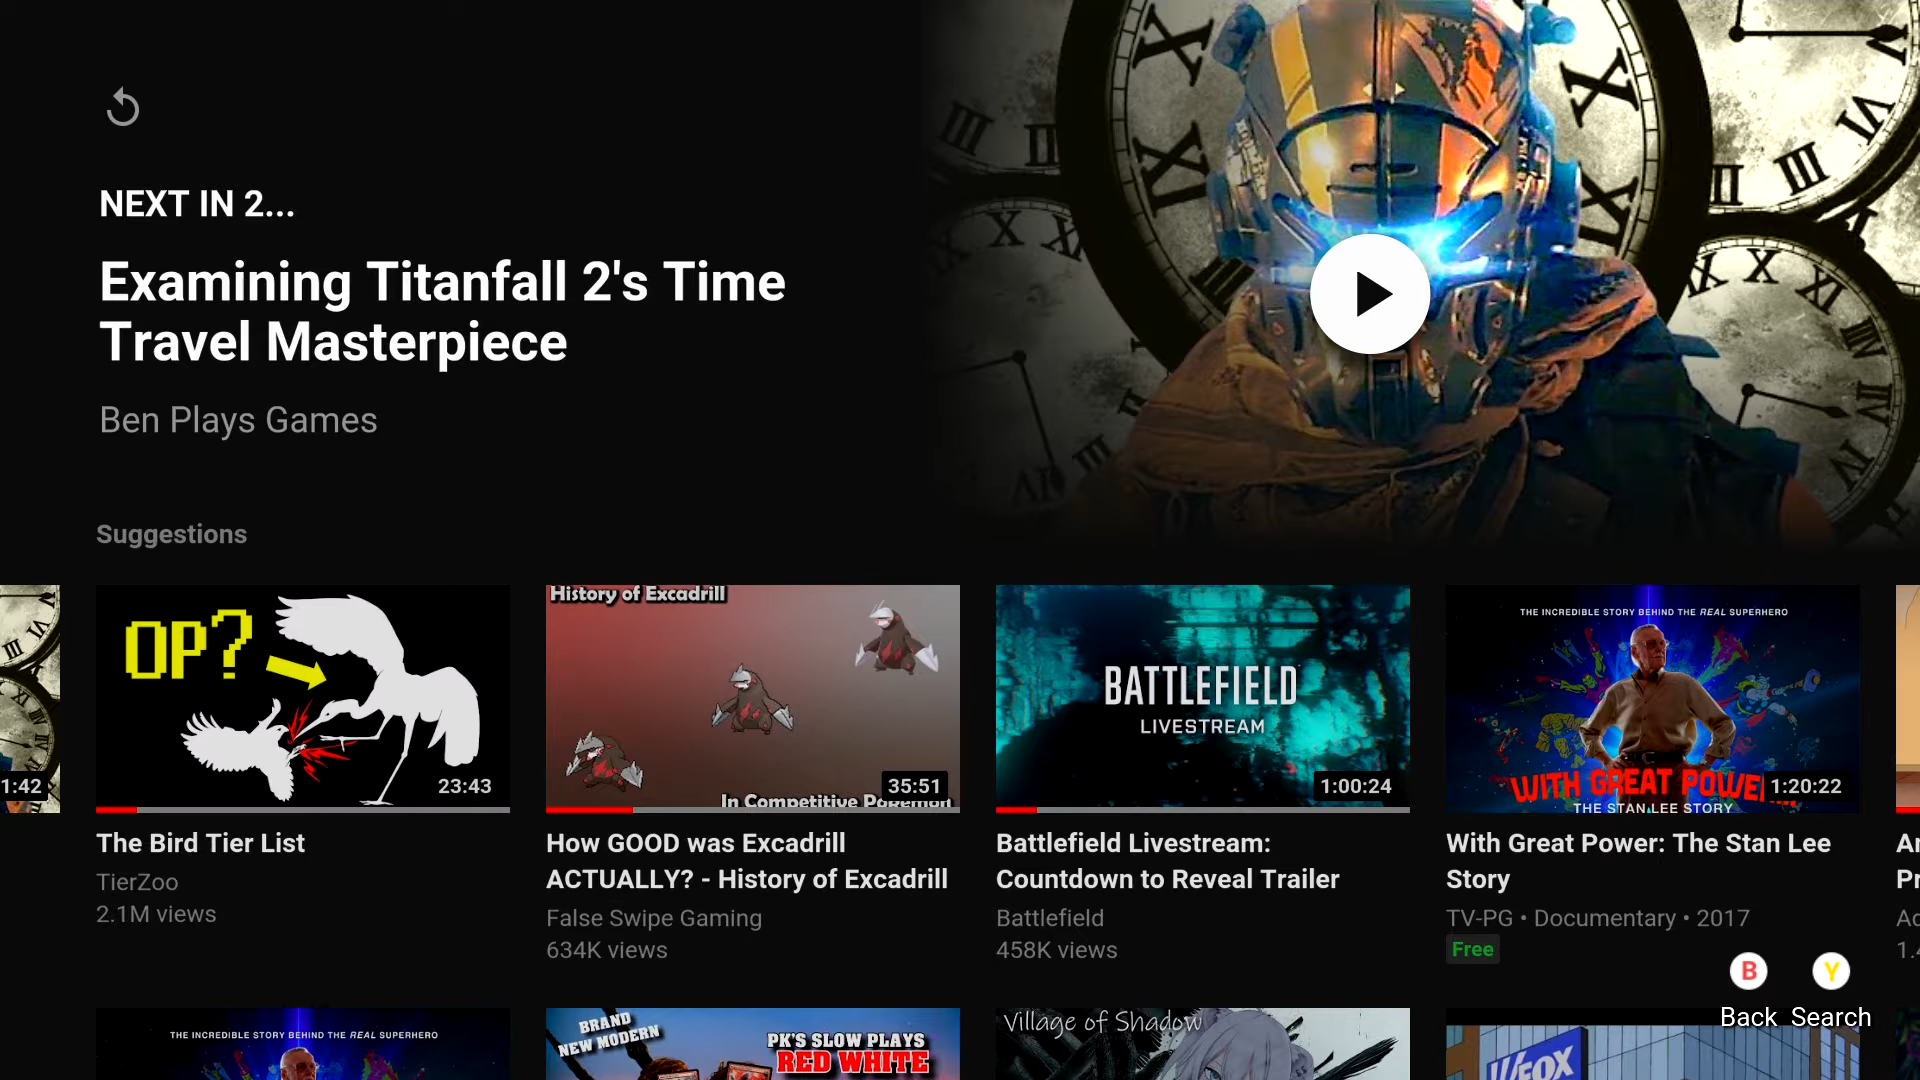 NEXT IN 2...
Examining Titanfall 2's Time
Travel Masterpiece
Ben Plays Games
Suggestions
1:42
OP?
23:43
The Bird Tier List
TierZoo
2.1M views
History of Excadrill
In Competitive Pokemon
35:51
How GOOD was Excadrill
ACTUALLY? - History of Excadrill
False Swipe Gaming
634K views
BATTLEFIELD
LIVESTREAM
1:00:24
Battlefield Livestream:
Countdown to Reveal Trailer
Battlefield
458K views
THE INCREDIBLE STORY BEHIND THE REAL SUPERHERO
WITH GREAT POWER
THE STAN LEE STORY
1:20:22
With Great Power: The Stan Lee
Story
TV-PG • Documentary • 2017
Free
B
Y
Back Search
THE INCREDIBLE STORY BEHIND THE REAL SUPERHERO
BRAND
NEW MODERN
PK'S SLOW PLAYS
RED WHITE
Village of Shadow
FOX